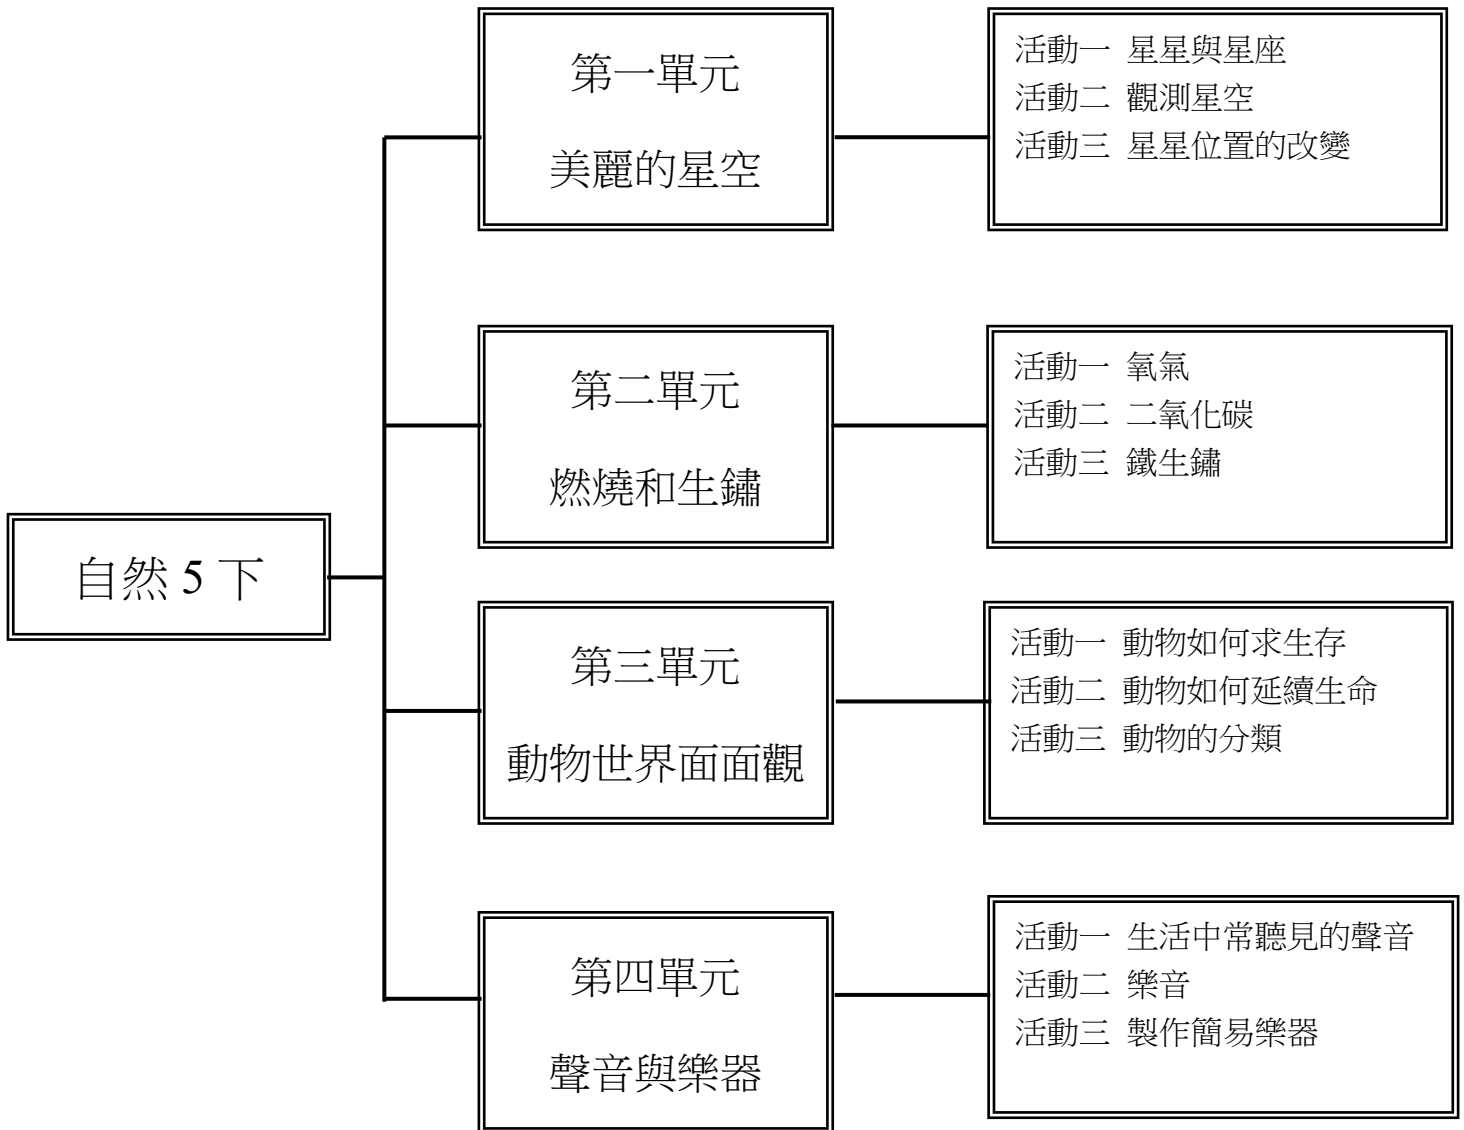 自然 5 下
第一單元
美麗的星空
活動一 星星與星座
活動二 觀測星空
活動三 星星位置的改變
第二單元
燃燒和生鏽
活動一 氧氣
活動二 二氧化碳
活動三 鐵生鏽
第三單元
動物世界面面觀
活動一 動物如何求生存
活動二 動物如何延續生命
活動三 動物的分類
第四單元
聲音與樂器
活動一 生活中常聽見的聲音
活動二 樂音
活動三 製作簡易樂器